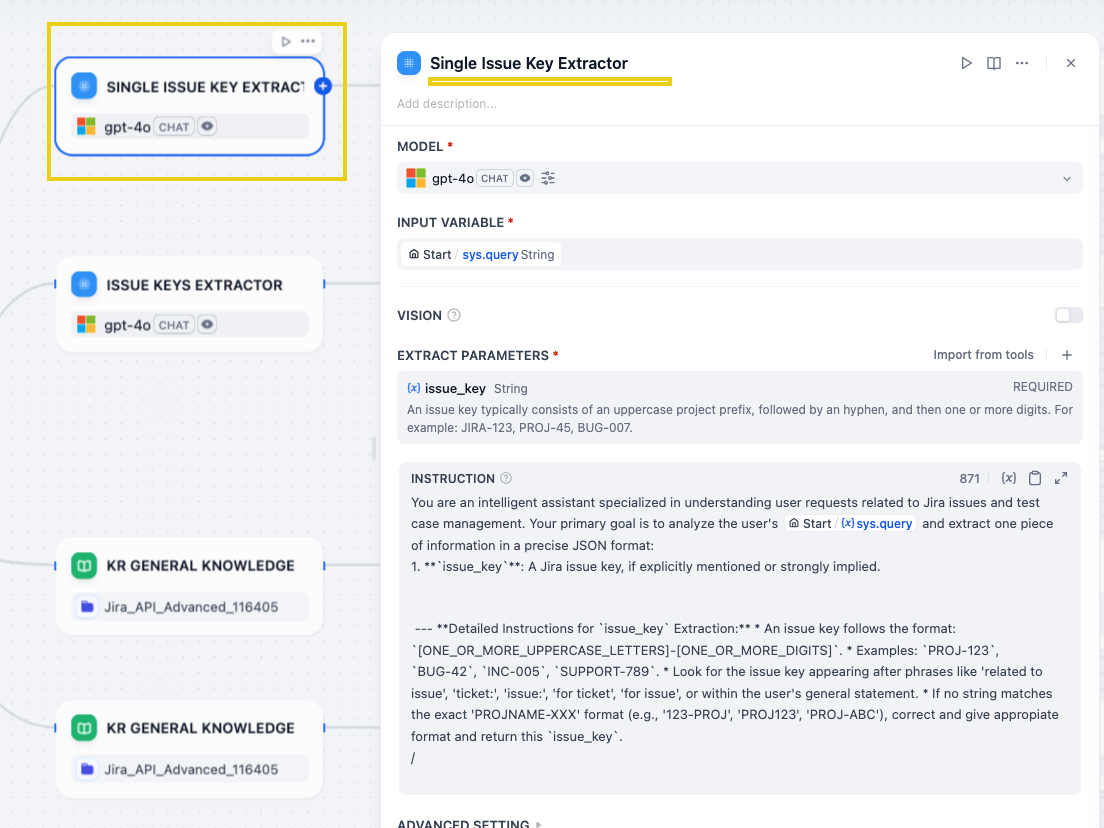 SINGLE ISSUE KEY EXTRACT
gpt-4o CHAT
ISSUE KEYS EXTRACTOR
gpt-4o CHAT
KR GENERAL KNOWLEDGE
Jira_API_Advanced_116405
KR GENERAL KNOWLEDGE
Jira_API_Advanced_116405
Single Issue Key Extractor
Add description...
MODEL *
gpt-4o CHAT
INPUT VARIABLE *
Start / sys.query String
VISION
EXTRACT PARAMETERS * Import from tools +
{x} issue_key String REQUIRED
An issue key typically consists of an uppercase project prefix, followed by an hyphen, and then one or more digits. For
example: JIRA-123, PROJ-45, BUG-007.
INSTRUCTION 871 {x}
You are an intelligent assistant specialized in understanding user requests related to Jira issues and test
case management. Your primary goal is to analyze the user's Start / {x} sys.query and extract one piece
of information in a precise JSON format:
1. **`issue_key`**: A Jira issue key, if explicitly mentioned or strongly implied.
--- **Detailed Instructions for `issue_key` Extraction:** * An issue key follows the format:
`[ONE_OR_MORE_UPPERCASE_LETTERS]-[ONE_OR_MORE_DIGITS]`. * Examples: `PROJ-123`,
`BUG-42`, `INC-005`, `SUPPORT-789`. * Look for the issue key appearing after phrases like 'related to
issue', 'ticket:', 'issue:', 'for ticket', 'for issue', or within the user's general statement. * If no string matches
the exact 'PROJNAME-XXX' format (e.g., '123-PROJ', 'PROJ123', 'PROJ-ABC'), correct and give appropiate
format and return this `issue_key`.
/
ADVANCED SETTING